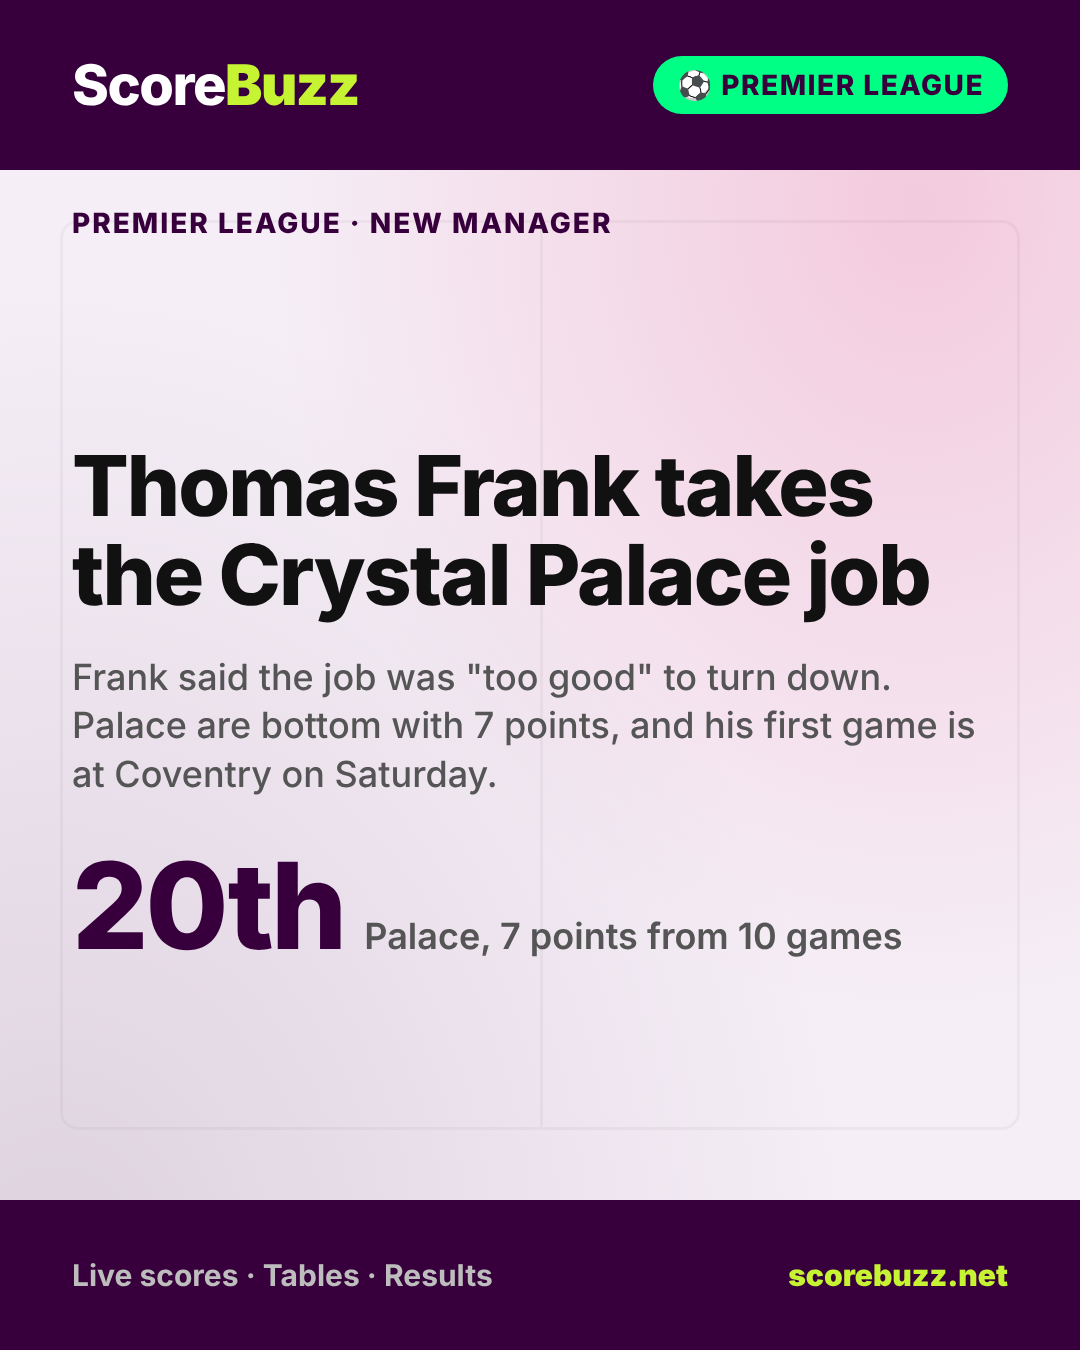 ScoreBuzz
⚽ PREMIER LEAGUE
PREMIER LEAGUE · NEW MANAGER
Thomas Frank takes
the Crystal Palace job
Frank said the job was "too good" to turn down.
Palace are bottom with 7 points, and his first game is
at Coventry on Saturday.
20th Palace, 7 points from 10 games
Live scores · Tables · Results
scorebuzz.net